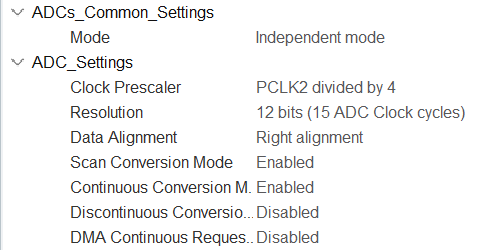 ADCs_Common_Settings
Mode Independent mode
ADC_Settings
Clock Prescaler PCLK2 divided by 4
Resolution 12 bits (15 ADC Clock cycles)
Data Alignment Right alignment
Scan Conversion Mode Enabled
Continuous Conversion M. Enabled
Discontinuous Conversio... Disabled
DMA Continuous Reques.. Disabled